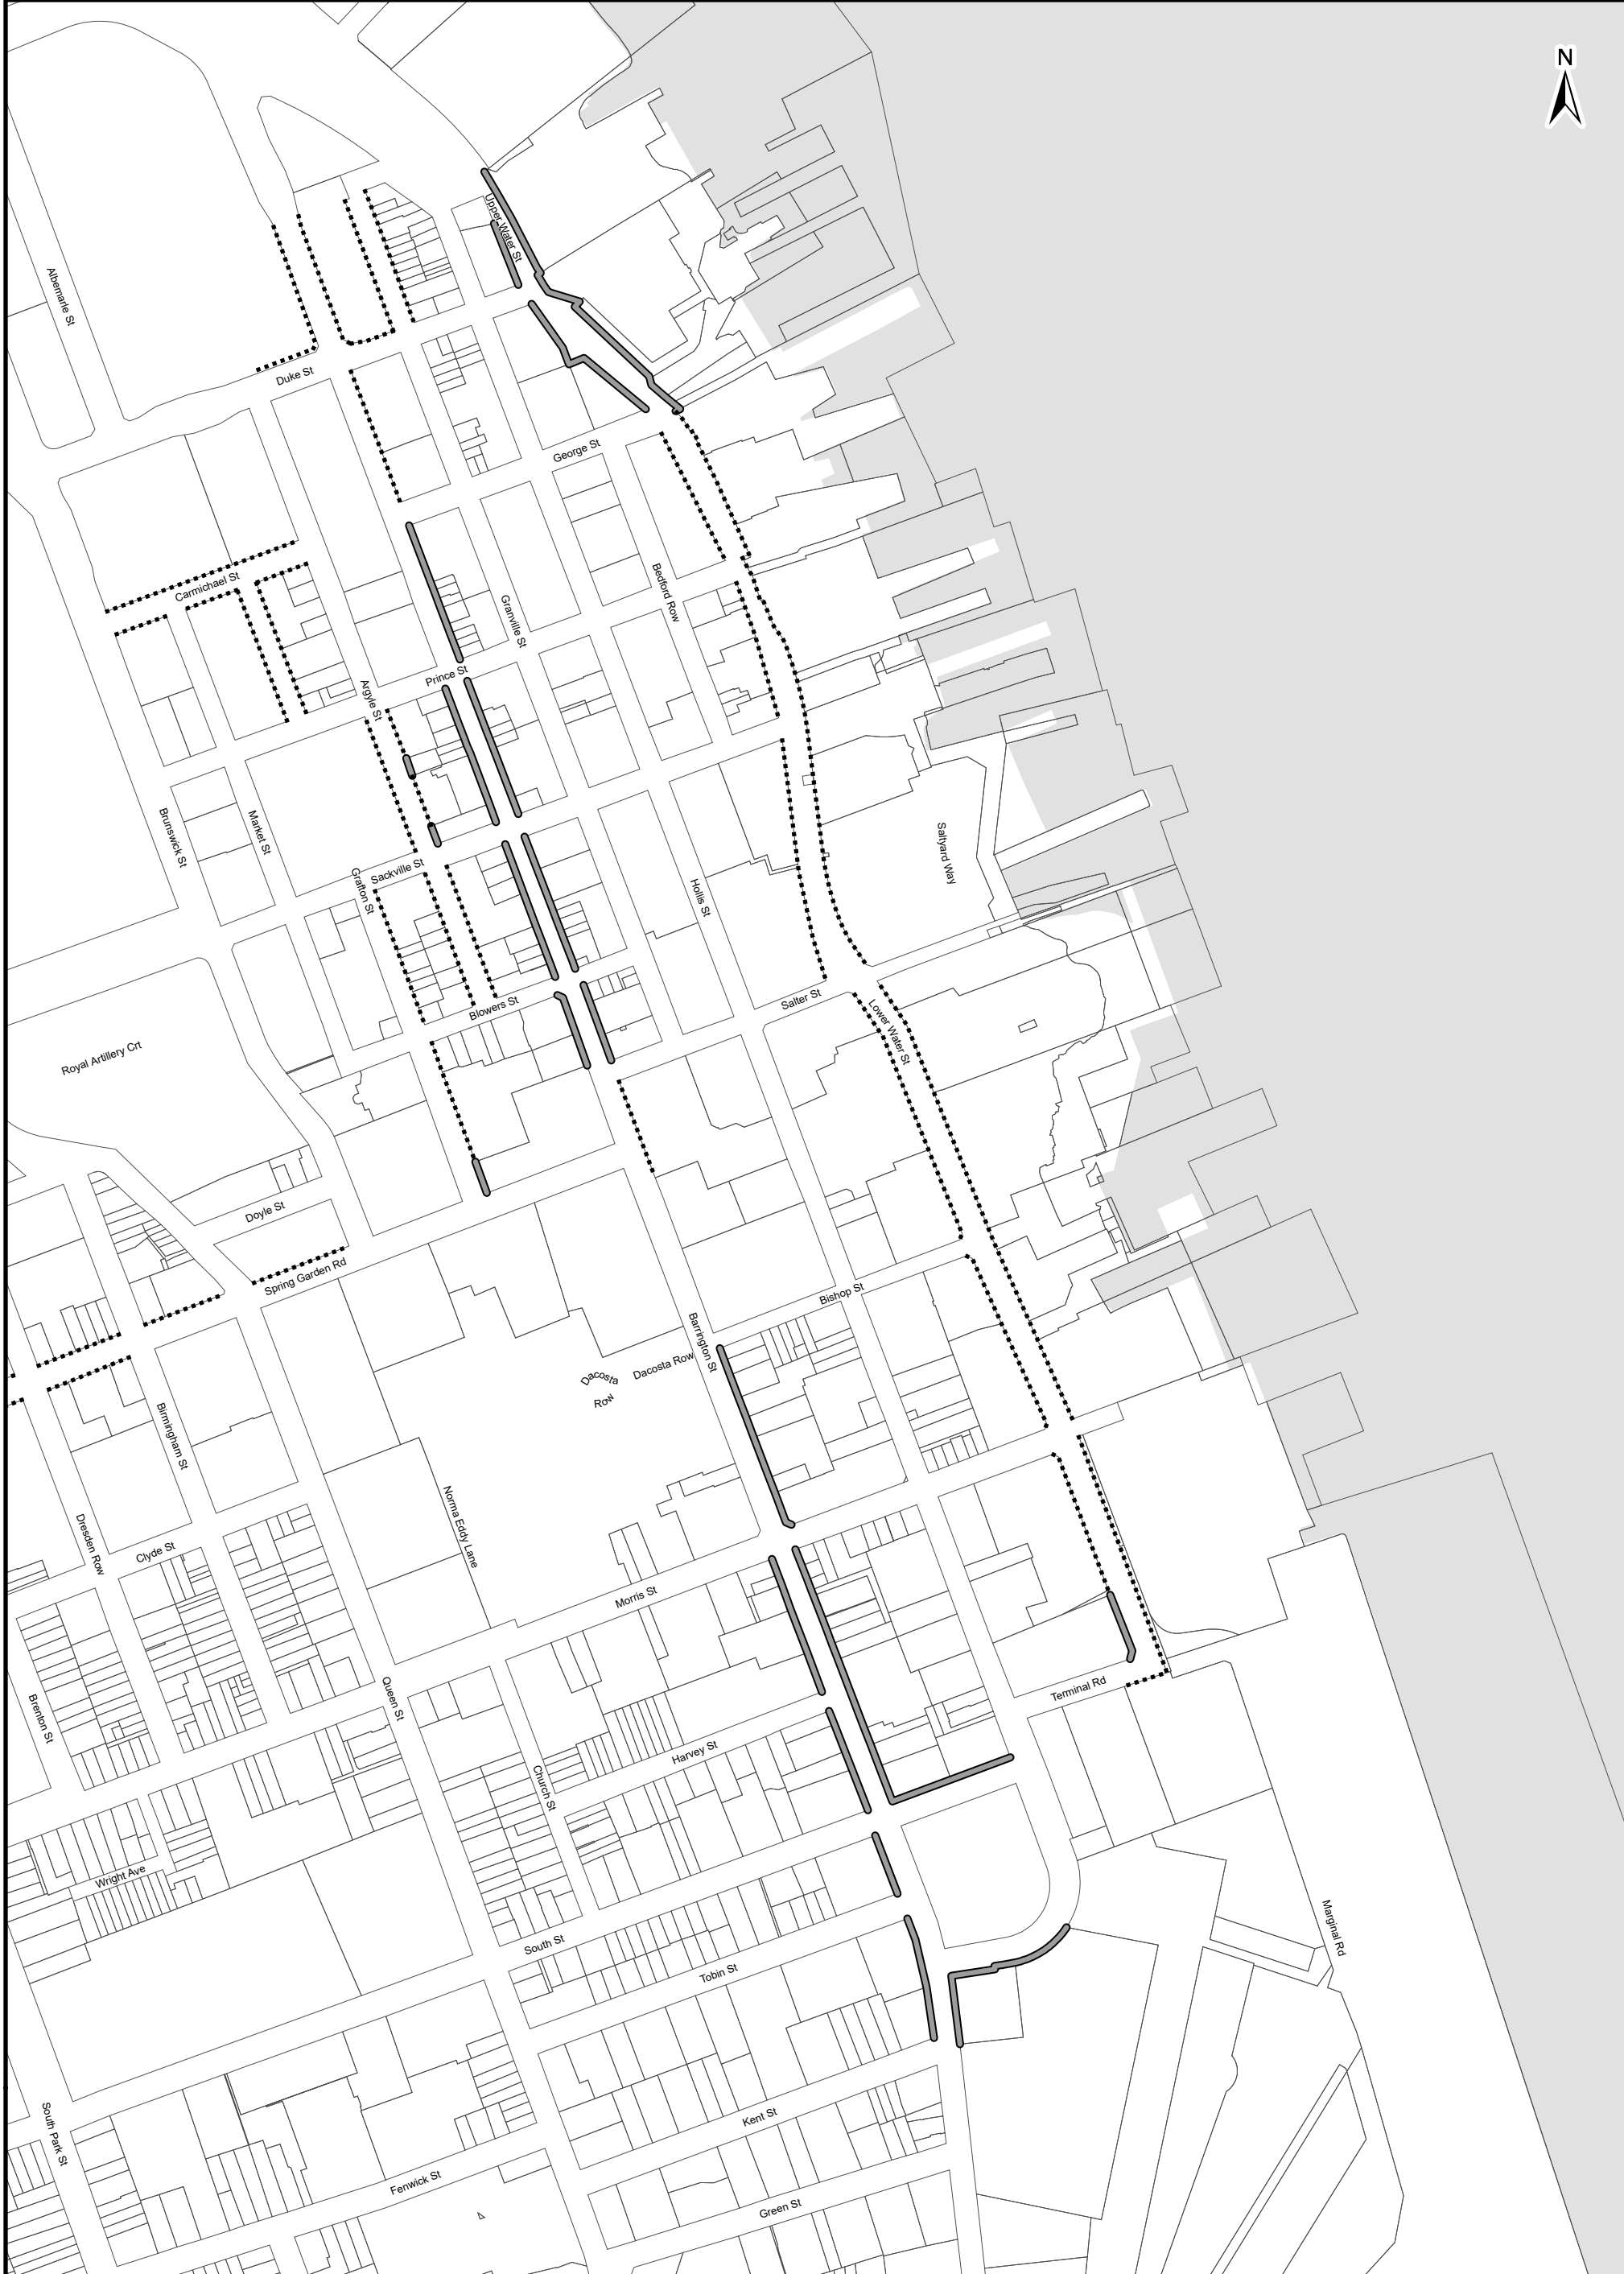 N
Upper Water St
Albemarle St
Duke St
George St
Carmichael St
Bedford Row
Granville St
Prince St
Argyle St
Brunswick St
Market St
Saltyard Way
Sackville St
Grafton St
Hollis St
Salter St
Blowers St
Lower Water St
Royal Artillery Crt
Doyle St
Spring Garden Rd
Bishop St
Barrington St
Dacosta Row
Dacosta
Row
Birmingham St
Norma Eddy Lane
Dresden Row
Clyde St
Morris St
Queen St
Terminal Rd
Brenton St
Harvey St
Church St
Wright Ave
Marginal Rd
South St
Tobin St
South Park St
Kent St
Fenwick St
Green St